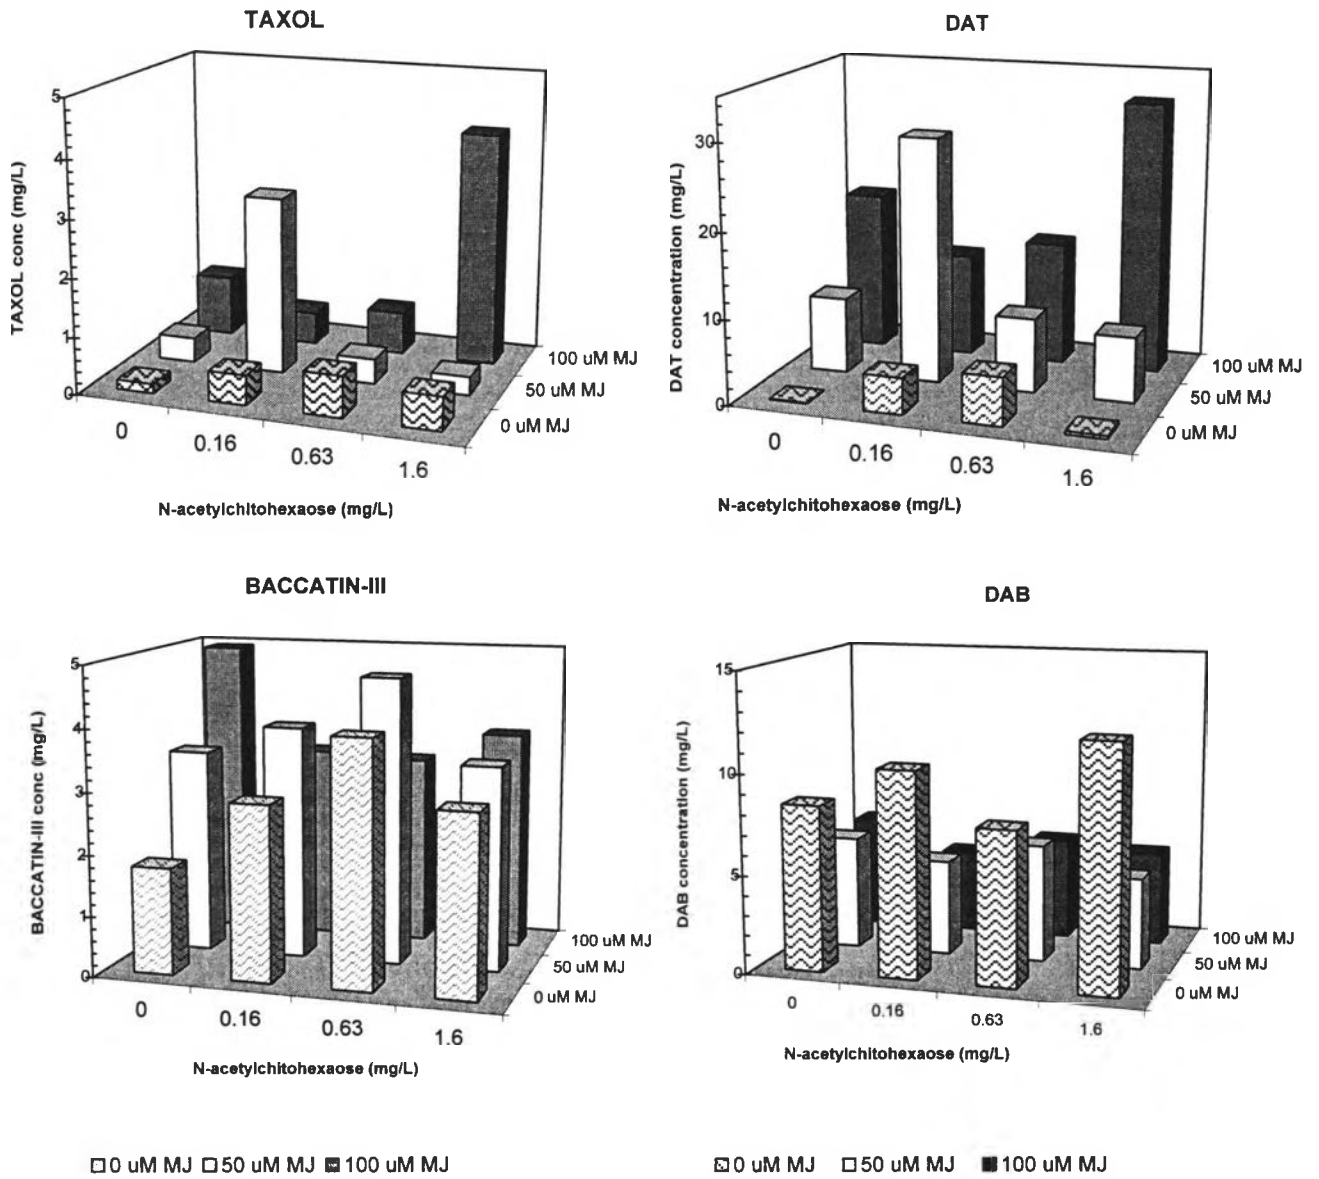 TAXOL
5
4
3
2
1
0
TAXOL conc (mg/L)
0
0.16
0.63
1.6
100 uM MJ
50 uM MJ
0 uM MJ
N-acetylchitohexaose (mg/L)
DAT
30
20
10
0
DAT concentration (mg/L)
0
0.16
0.63
1.6
100 uM MJ
50 uM MJ
0 uM MJ
N-acetylchitohexaose (mg/L)
BACCATIN-III
5
4
3
2
1
0
BACCATIN-III conc (mg/L)
0
0.16
0.63
1.6
100 uM MJ
50 uM MJ
0 uM MJ
N-acetylchitohexaose (mg/L)
DAB
15
10
5
0
DAB concentration (mg/L)
0
0.16
0.63
1.6
100 uM MJ
50 uM MJ
0 uM MJ
N-acetylchitohexaose (mg/L)
0 uM MJ 50 uM MJ 100 uM MJ
0 uM MJ 50 uM MJ 100 uM MJ